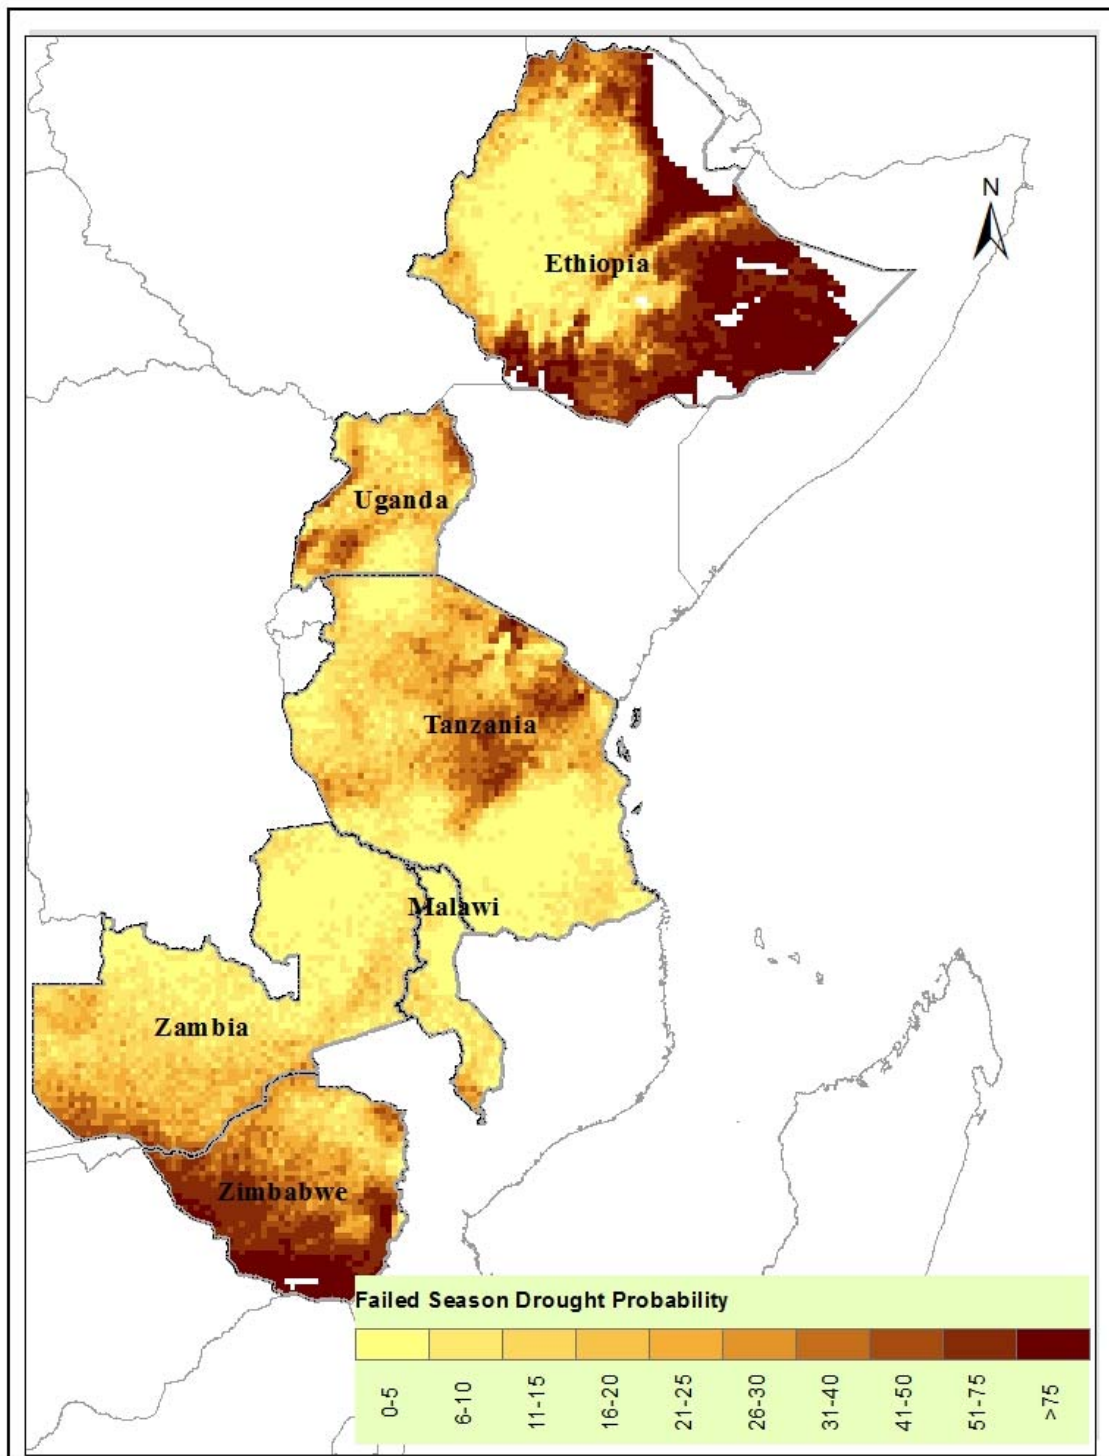 N
Ethiopia
Uganda
Tanzania
Malawi
Zambia
Zimbabwe
Failed Season Drought Probability
0-5
6-10
11-15
16-20
21-25
26-30
31-40
41-50
51-75
>75